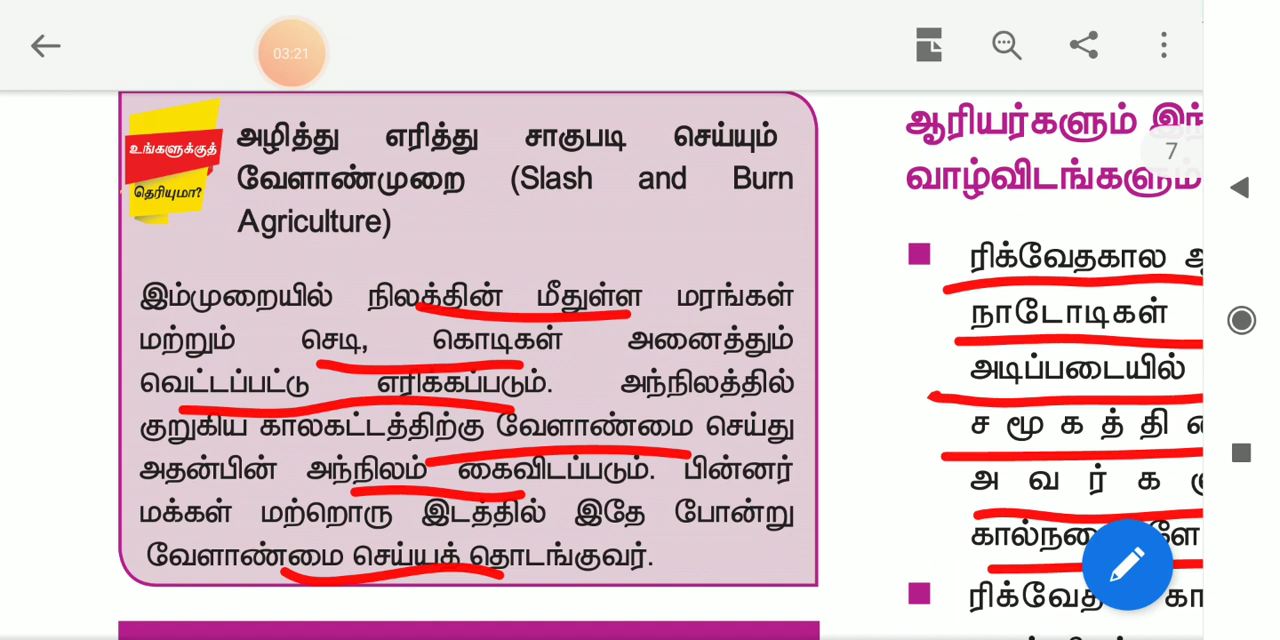 03:21
உங்களுக்குத்
தெரியுமா?
அழித்து எரித்து சாகுபடி செய்யும்
வேளாண்முறை (Slash and Burn
Agriculture)
இம்முறையில் நிலத்தின் மீதுள்ள மரங்கள்
மற்றும் செடி, கொடிகள் அனைத்தும்
வெட்டப்பட்டு எரிக்கப்படும். அந்நிலத்தில்
குறுகிய காலகட்டத்திற்கு வேளாண்மை செய்து
அதன்பின் அந்நிலம் கைவிடப்படும். பின்னர்
மக்கள் மற்றொரு இடத்தில் இதே போன்று
வேளாண்மை செய்யக் தொடங்குவர்.
ஆரியர்களும்
வாழ்விடங்களும்
7
ரிக்வேதகால
நாடோடிகள்
அடிப்படையில்